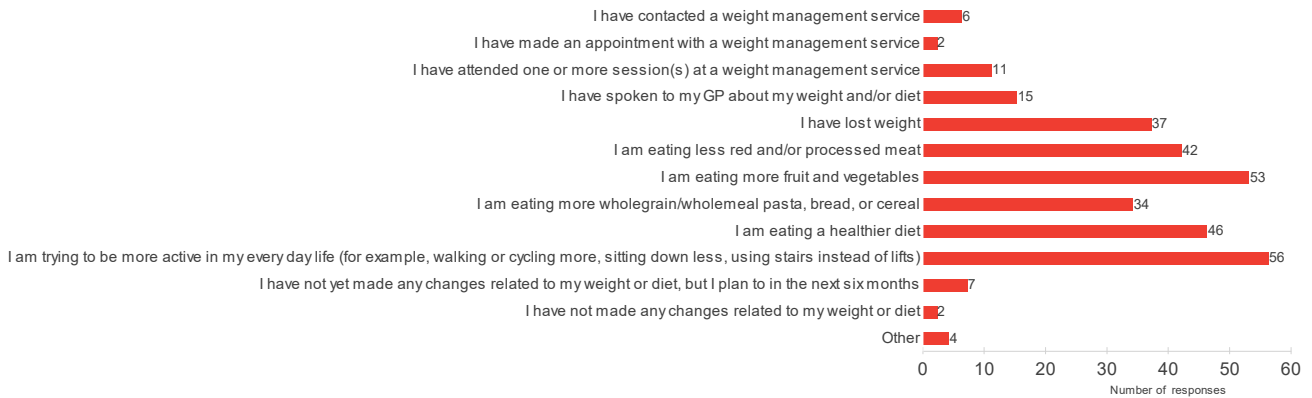 I have contacted a weight management service 6
I have made an appointment with a weight management service 2
I have attended one or more session(s) at a weight management service 11
I have spoken to my GP about my weight and/or diet 15
I have lost weight 37
I am eating less red and/or processed meat 42
I am eating more fruit and vegetables 53
I am eating more wholegrain/wholemeal pasta, bread, or cereal 34
I am eating a healthier diet 46
I am trying to be more active in my every day life (for example, walking or cycling more, sitting down less, using stairs instead of lifts) 56
I have not yet made any changes related to my weight or diet, but I plan to in the next six months 7
I have not made any changes related to my weight or diet 2
Other 4
0 10 20 30 40 50 60
Number of responses